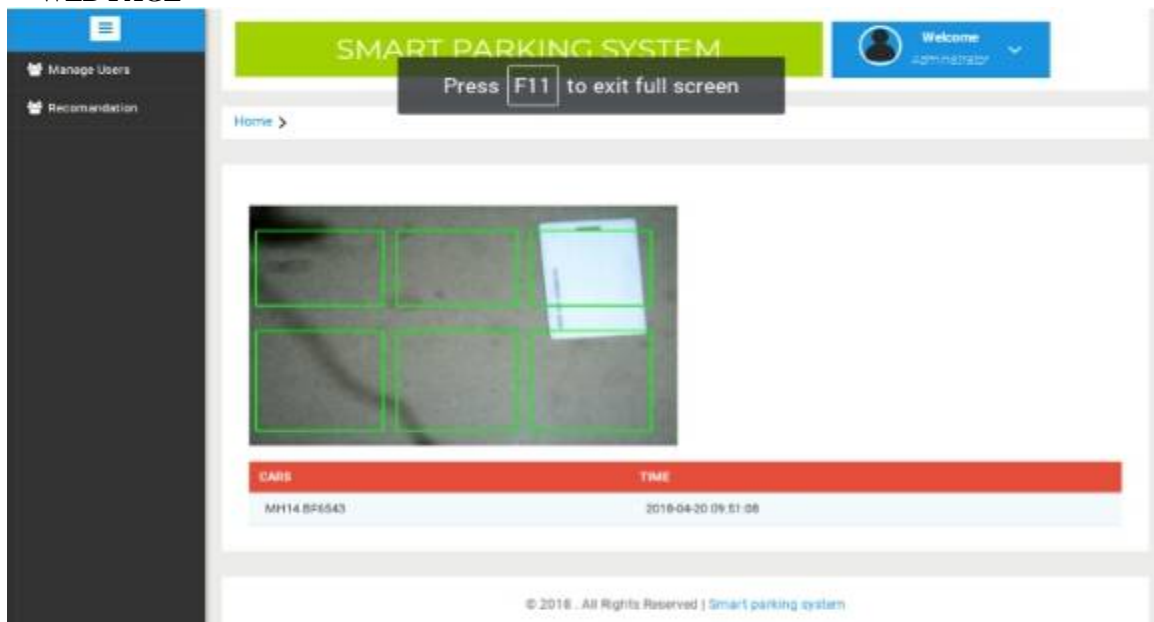 WEB PAGE
SMART PARKING SYSTEM
Welcome
Administrator
Press F11 to exit full screen
Manage Users
Recomandation
Home >
CARS TIME
MH14 BF6543 2018-04-20 09:51:08
© 2018 . All Rights Reserved | Smart parking system